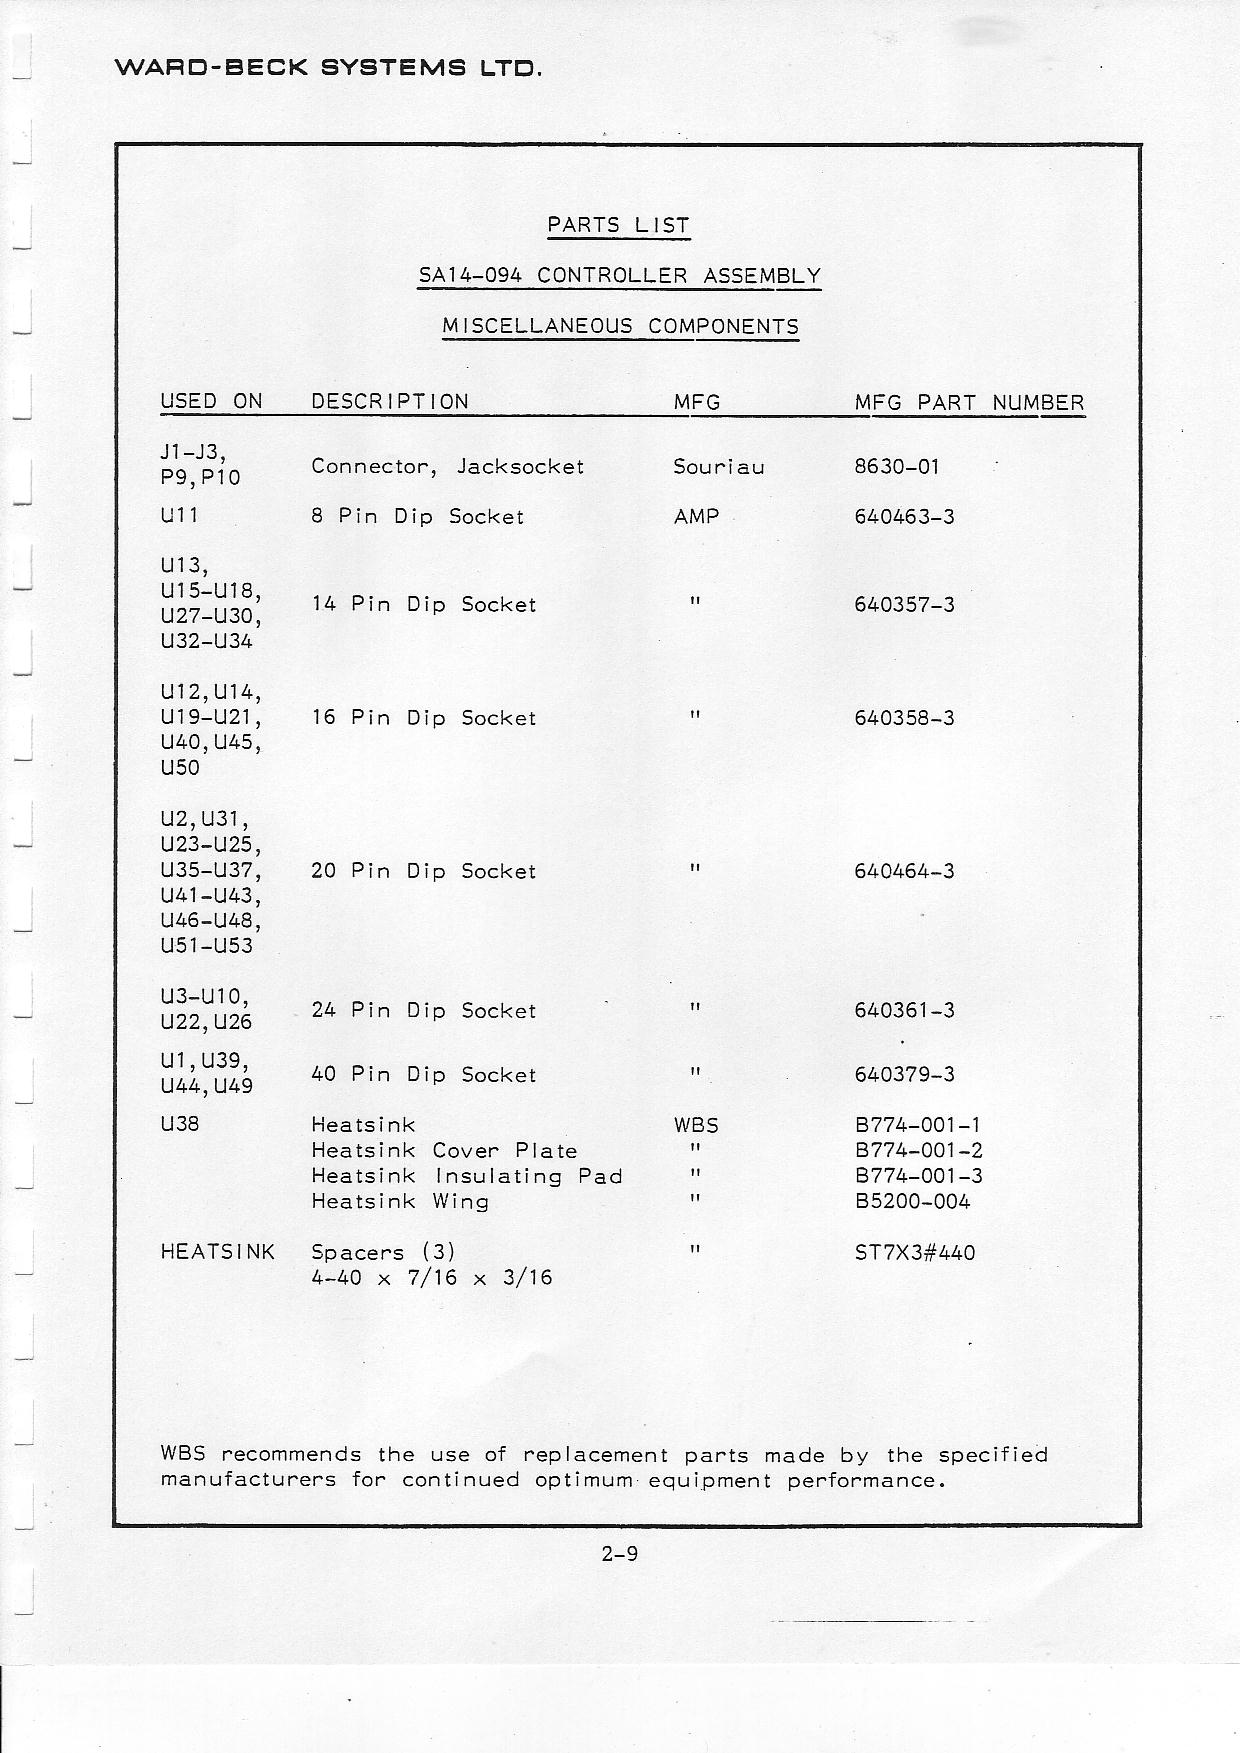 WARD-BECK SYSTEMS LTD.
PARTS LIST
SA14-094 CONTROLLER ASSEMBLY
MISCELLANEOUS COMPONENTS
USED ON DESCRIPTION MFG MFG PART NUMBER
J1-J3,
P9,P10 Connector, Jacksocket Souriau 8630-01
U11 8 Pin Dip Socket AMP 640463-3
U13,
U15-U18,
14 Pin Dip Socket " 640357-3
U27-U30,
U32-U34
U12,U14,
U19-U21, 16 Pin Dip Socket " 640358-3
U40,U45,
U50
U2,U31,
U23-U25,
U35-U37, 20 Pin Dip Socket " 640464-3
U41-U43,
U46-U48,
U51-U53
U3-U10,
24 Pin Dip Socket " 640361-3
U22,U26
U1,U39,
40 Pin Dip Socket " 640379-3
U44,U49
U38 Heatsink WBS B774-001-1
Heatsink Cover Plate " B774-001-2
Heatsink Insulating Pad " B774-001-3
Heatsink Wing " B5200-004
HEATSINK Spacers (3) " ST7X3#440
4-40 x 7/16 x 3/16
WBS recommends the use of replacement parts made by the specified
manufacturers for continued optimum equipment performance.
2-9